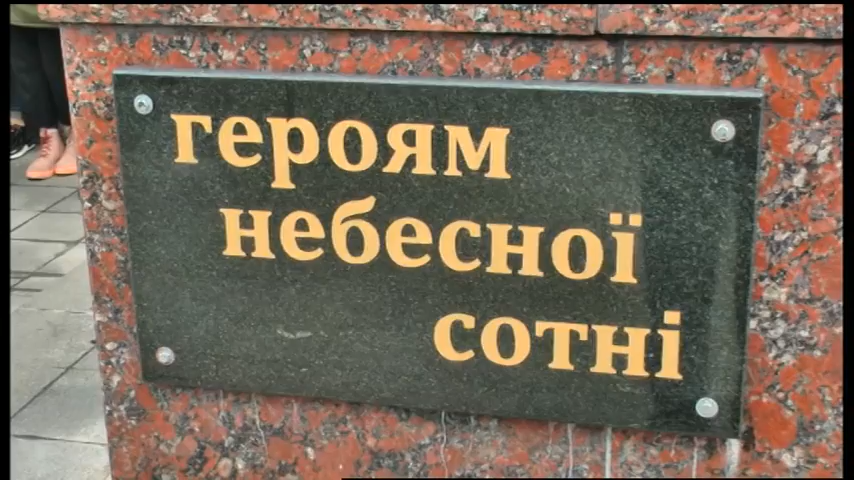 героям
небесної
сотні